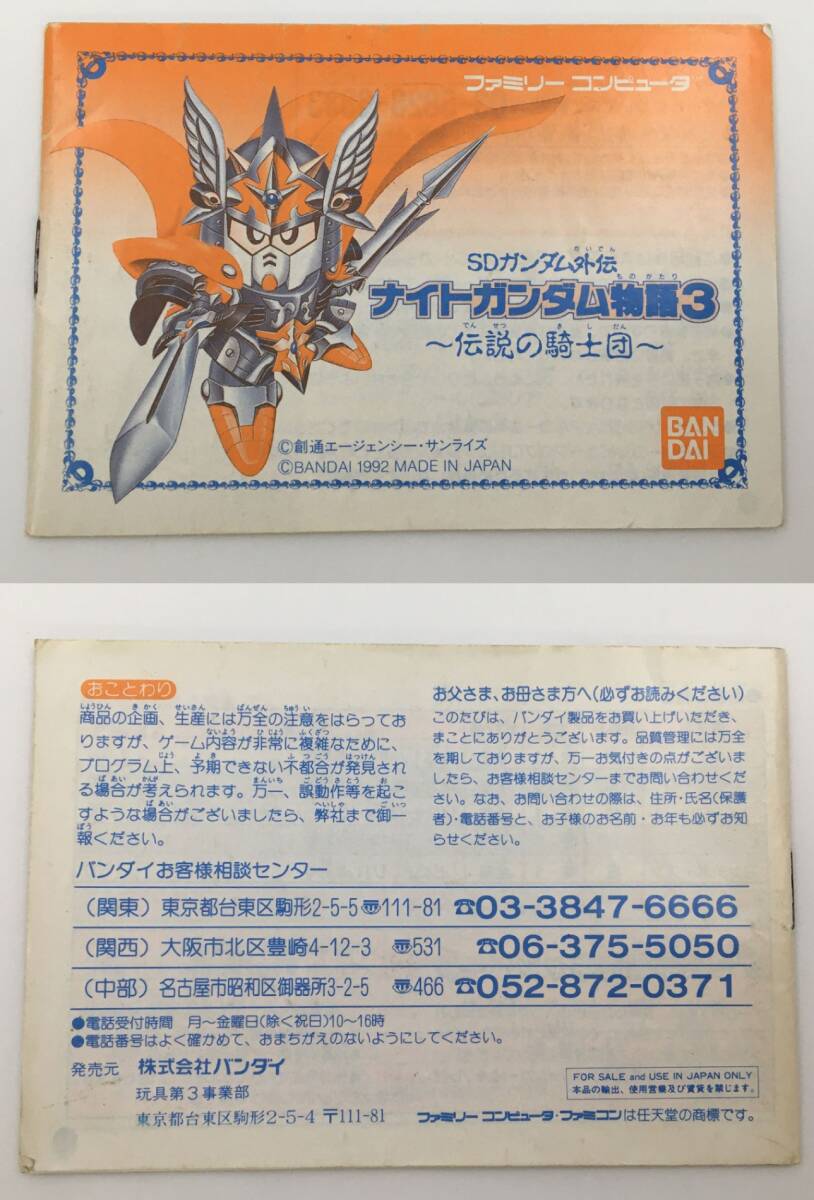 ファミリー コンピュータ™
SDガンダム外伝
がいでん
ナイトガンダム物語3
ものがたり
～伝説の騎士団～
でんせつ きしだん
©創通エージェンシー・サンライズ
©BANDAI 1992 MADE IN JAPAN
BAN
DAI
おことわり
商品の企画、生産には万全の注意をはらってお
りますが、ゲーム内容が非常に複雑なために、
プログラム上、予期できない不都合が発見され
る場合が考えられます。万一、誤動作等を起こ
すような場合がございましたら、弊社まで御一
報ください。
お父さま、お母さま方へ(必ずお読みください)
このたびは、バンダイ製品をお買い上げいただき、
まことにありがとうございます。品質管理には万全
を期しておりますが、万一お気付きの点がございま
したら、お客様相談センターまでお問い合わせくだ
さい。なお、お問い合わせの際は、住所・氏名(保護
者)・電話番号と、お子様のお名前・お年も必ずお知
らせください。
バンダイお客様相談センター
(関東) 東京都台東区駒形2-5-5〠111-81 ☎03-3847-6666
(関西) 大阪市北区豊崎4-12-3 〠531 ☎06-375-5050
(中部) 名古屋市昭和区御器所3-2-5 〠466 ☎052-872-0371
●電話受付時間 月～金曜日(除く祝日)10～16時
●電話番号はよく確かめて、おまちがえのないようにしてください。
発売元 株式会社バンダイ
玩具第3事業部
東京都台東区駒形2-5-4 〒111-81
FOR SALE and USE IN JAPAN ONLY
本品の輸出、使用営業及び賃貸を禁じます。
ファミリー コンピュータ・ファミコンは任天堂の商標です。